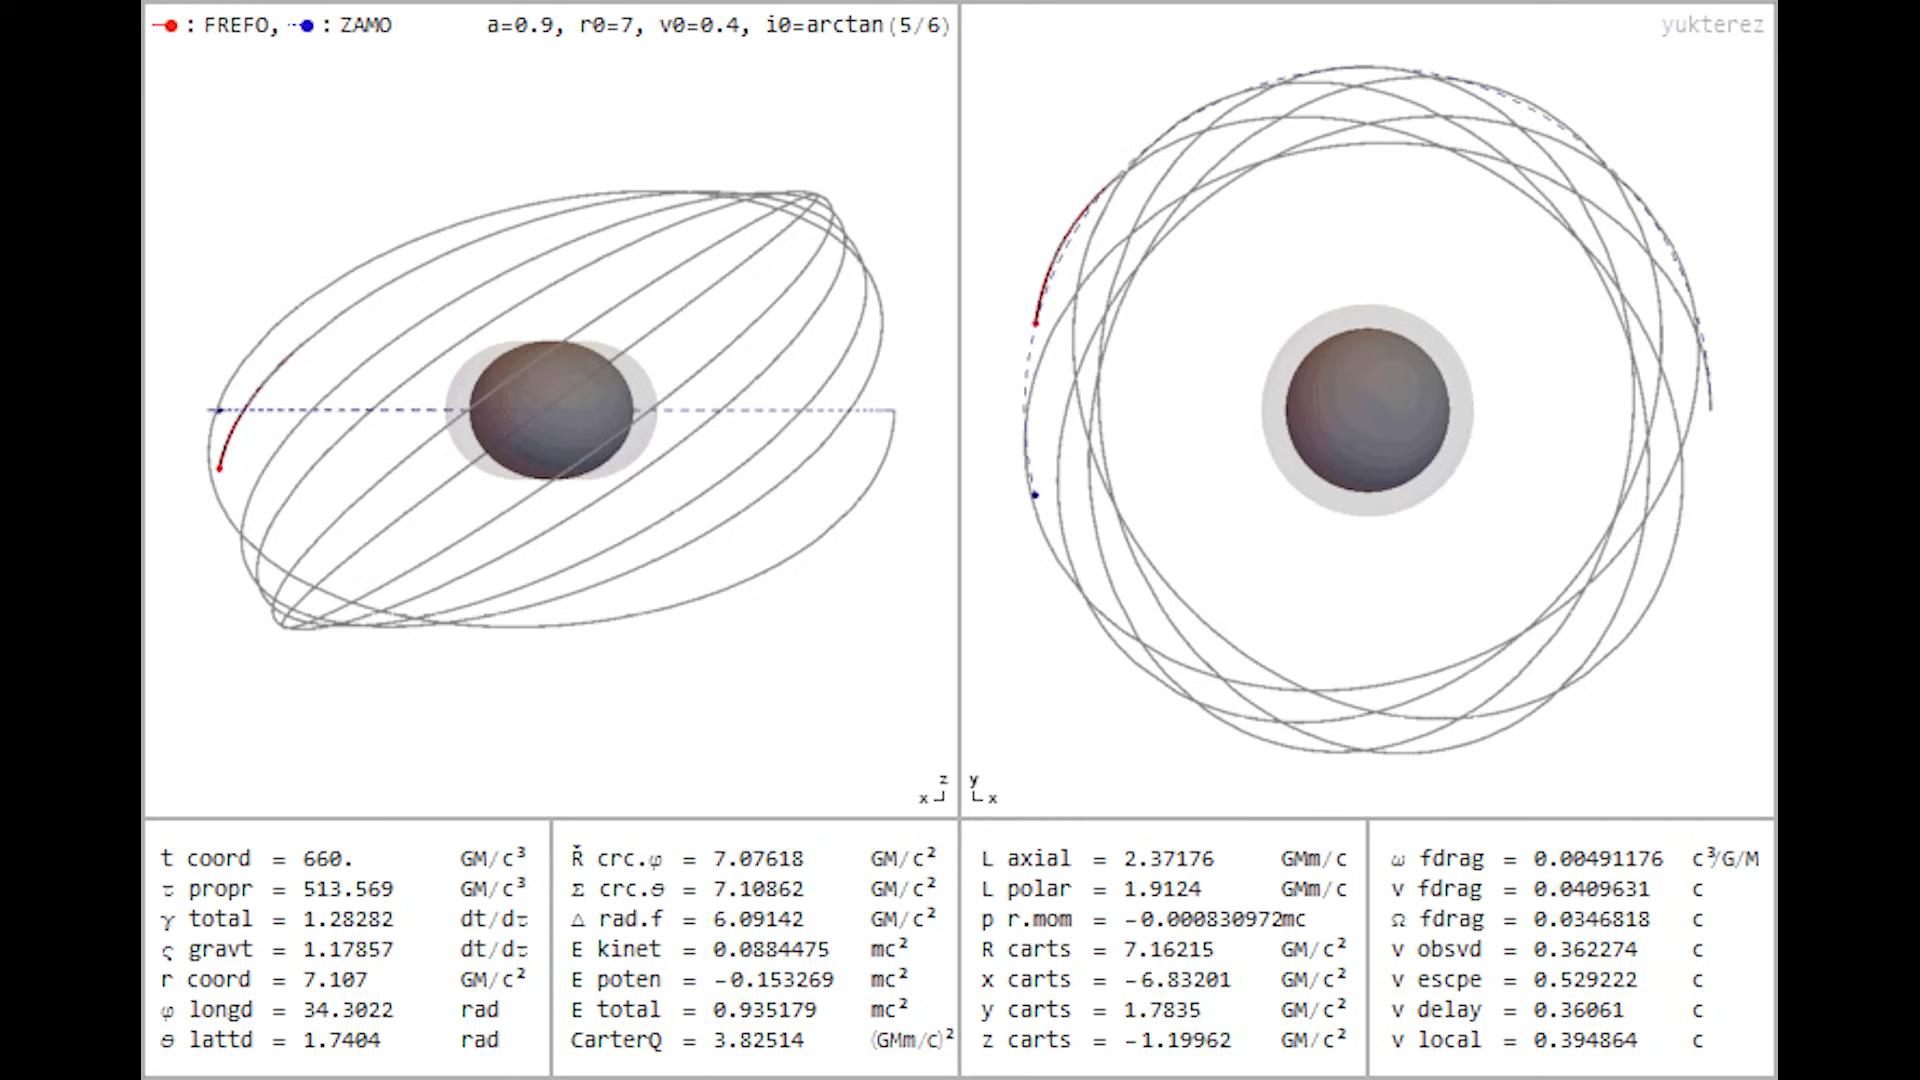 : FREFO, : ZAMO a=0.9, r0=7, v0=0.4, i0=arctan(5/6)
yukterez
z
x
y
x
t coord = 660. GM/c³
τ propr = 513.569 GM/c³
γ total = 1.28282 dt/dτ
ς gravt = 1.17857 dt/dτ
r coord = 7.107 GM/c²
φ longd = 34.3022 rad
θ lattd = 1.7404 rad
Ř crc.φ = 7.07618 GM/c²
Σ crc.θ = 7.10862 GM/c²
Δ rad.f = 6.09142 GM/c²
E kinet = 0.0884475 mc²
E poten = -0.153269 mc²
E total = 0.935179 mc²
CarterQ = 3.82514 (GMm/c)²
L axial = 2.37176 GMm/c
L polar = 1.9124 GMm/c
p r.mom = -0.000830972mc
R carts = 7.16215 GM/c²
x carts = -6.83201 GM/c²
y carts = 1.7835 GM/c²
z carts = -1.19962 GM/c²
ω fdrag = 0.00491176 c³/G/M
v fdrag = 0.0409631 c
Ω fdrag = 0.0346818 c
v obsvd = 0.362274 c
v escpe = 0.529222 c
v delay = 0.36061 c
v local = 0.394864 c